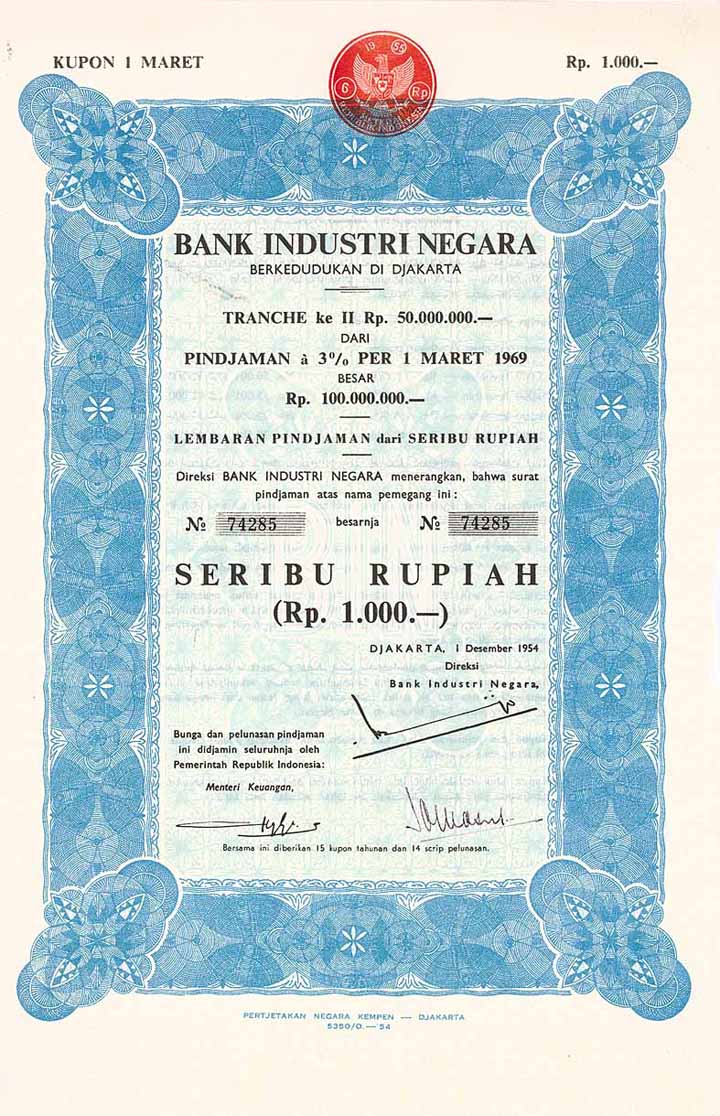 KUPON 1 MARET
Rp. 1.000.—
19 55
6 Rp
BANK INDUSTRI NEGARA
BERKEDUDUKAN DI DJAKARTA
TRANCHE ke II Rp. 50.000.000.—
DARI
PINDJAMAN à 3% PER 1 MARET 1969
BESAR
Rp. 100.000.000.—
LEMBARAN PINDJAMAN dari SERIBU RUPIAH
Direksi BANK INDUSTRI NEGARA menerangkan, bahwa surat
pindjaman atas nama pemegang ini :
№ 74285 besarnja № 74285
SERIBU RUPIAH
(Rp. 1.000.—)
DJAKARTA, 1 Desember 1954
Direksi
Bank Industri Negara,
Bunga dan pelunasan pindjaman
ini didjamin seluruhnja oleh
Pemerintah Republik Indonesia:
Menteri Keuangan,
Bersama ini diberikan 15 kupon tahunan dan 14 scrip pelunasan.
PERTJETAKAN NEGARA KEMPEN — DJAKARTA
5350/O.—'54